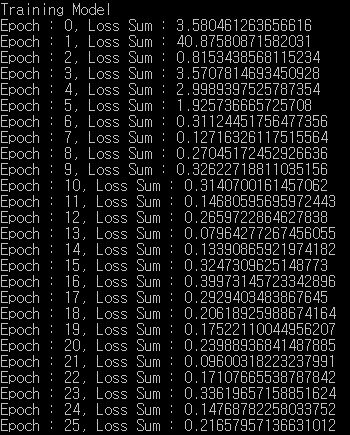 Training Model
Epoch : 0, Loss Sum : 3.580461263656616
Epoch : 1, Loss Sum : 40.87580871582031
Epoch : 2, Loss Sum : 0.8153438568115234
Epoch : 3, Loss Sum : 3.5707814693450928
Epoch : 4, Loss Sum : 2.9989397525787354
Epoch : 5, Loss Sum : 1.925736665725708
Epoch : 6, Loss Sum : 0.31124451756477356
Epoch : 7, Loss Sum : 0.12716326117515564
Epoch : 8, Loss Sum : 0.27045172452926636
Epoch : 9, Loss Sum : 0.32622718811035156
Epoch : 10, Loss Sum : 0.3140700161457062
Epoch : 11, Loss Sum : 0.14680595695972443
Epoch : 12, Loss Sum : 0.2659722864627838
Epoch : 13, Loss Sum : 0.07964277267456055
Epoch : 14, Loss Sum : 0.13390865921974182
Epoch : 15, Loss Sum : 0.3247309625148773
Epoch : 16, Loss Sum : 0.39973145723342896
Epoch : 17, Loss Sum : 0.2929403483867645
Epoch : 18, Loss Sum : 0.20618925988674164
Epoch : 19, Loss Sum : 0.17522110044956207
Epoch : 20, Loss Sum : 0.23988936841487885
Epoch : 21, Loss Sum : 0.09600318223237991
Epoch : 22, Loss Sum : 0.17107665538787842
Epoch : 23, Loss Sum : 0.33619657158851624
Epoch : 24, Loss Sum : 0.14768782258033752
Epoch : 25, Loss Sum : 0.21657957136631012